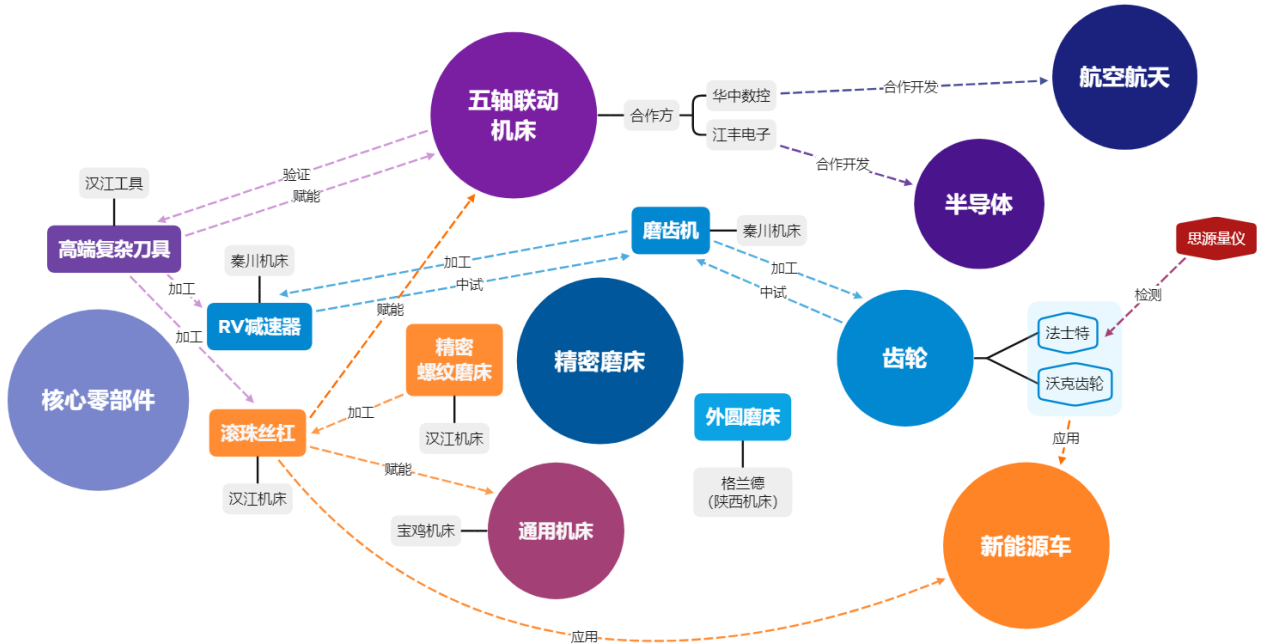 五轴联动
机床
合作方
华中数控
江丰电子
合作开发
航空航天
合作开发
半导体
验证
赋能
汉江工具
高端复杂刀具
秦川机床
加工
RV减速器
加工
核心零部件
滚珠丝杠
汉江机床
磨齿机
秦川机床
加工
中试
加工
中试
赋能
精密
螺纹磨床
加工
汉江机床
精密磨床
外圆磨床
格兰德
（陕西机床）
齿轮
思源量仪
检测
法士特
沃克齿轮
应用
赋能
宝鸡机床
通用机床
新能源车
应用